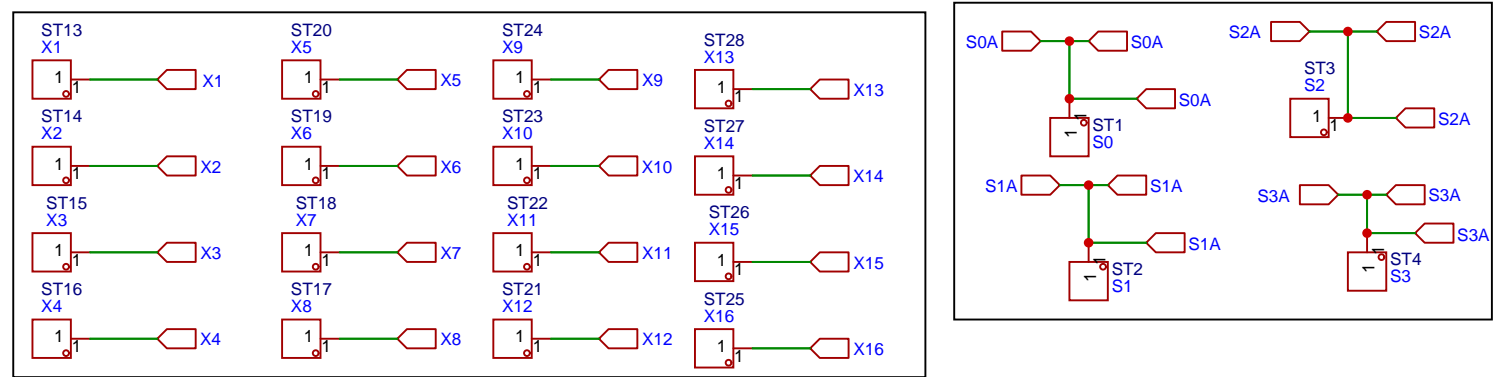 ST13
X1
1
1
X1
ST14
X2
1
1
X2
ST15
X3
1
1
X3
ST16
X4
1
1
X4
ST20
X5
1
1
X5
ST19
X6
1
1
X6
ST18
X7
1
1
X7
ST17
X8
1
1
X8
ST24
X9
1
1
X9
ST23
X10
1
1
X10
ST22
X11
1
1
X11
ST21
X12
1
1
X12
ST28
X13
1
1
X13
ST27
X14
1
1
X14
ST26
X15
1
1
X15
ST25
X16
1
1
X16
S0A
S0A
S0A
1
1
ST1
S0
S1A
S1A
S1A
1
1
ST2
S1
S2A
S2A
ST3
S2
1
1
S2A
S3A
S3A
S3A
1
1
ST4
S3